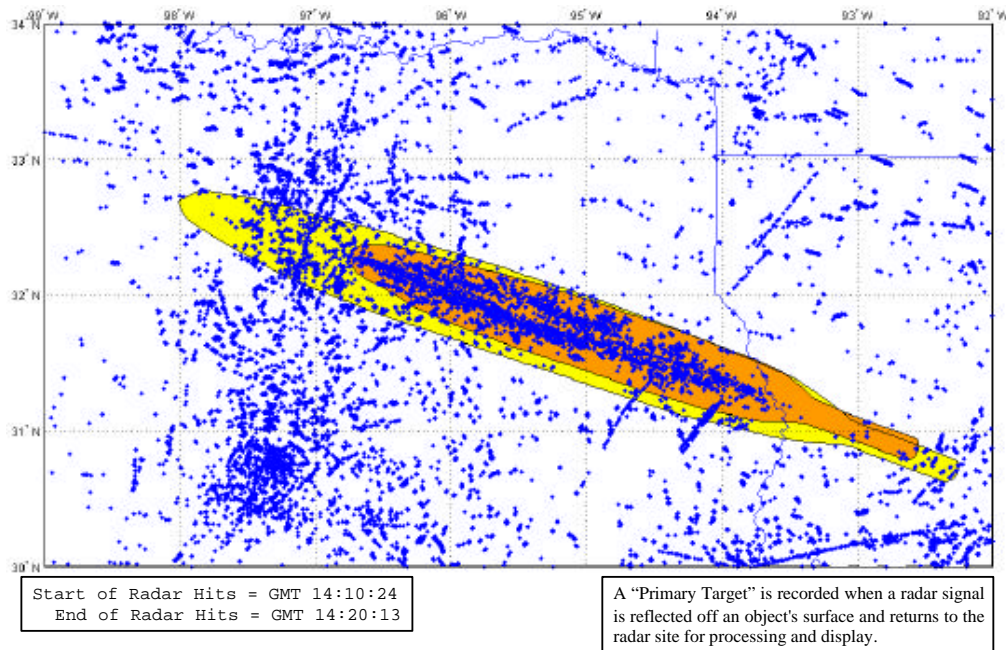 99° W 98° W 97° W 96° W 95° W 94° W 93° W 92° W
34° N
33° N
32° N
31° N
30° N
Start of Radar Hits = GMT 14:10:24
End of Radar Hits = GMT 14:20:13
A “Primary Target” is recorded when a radar signal
is reflected off an object's surface and returns to the
radar site for processing and display.